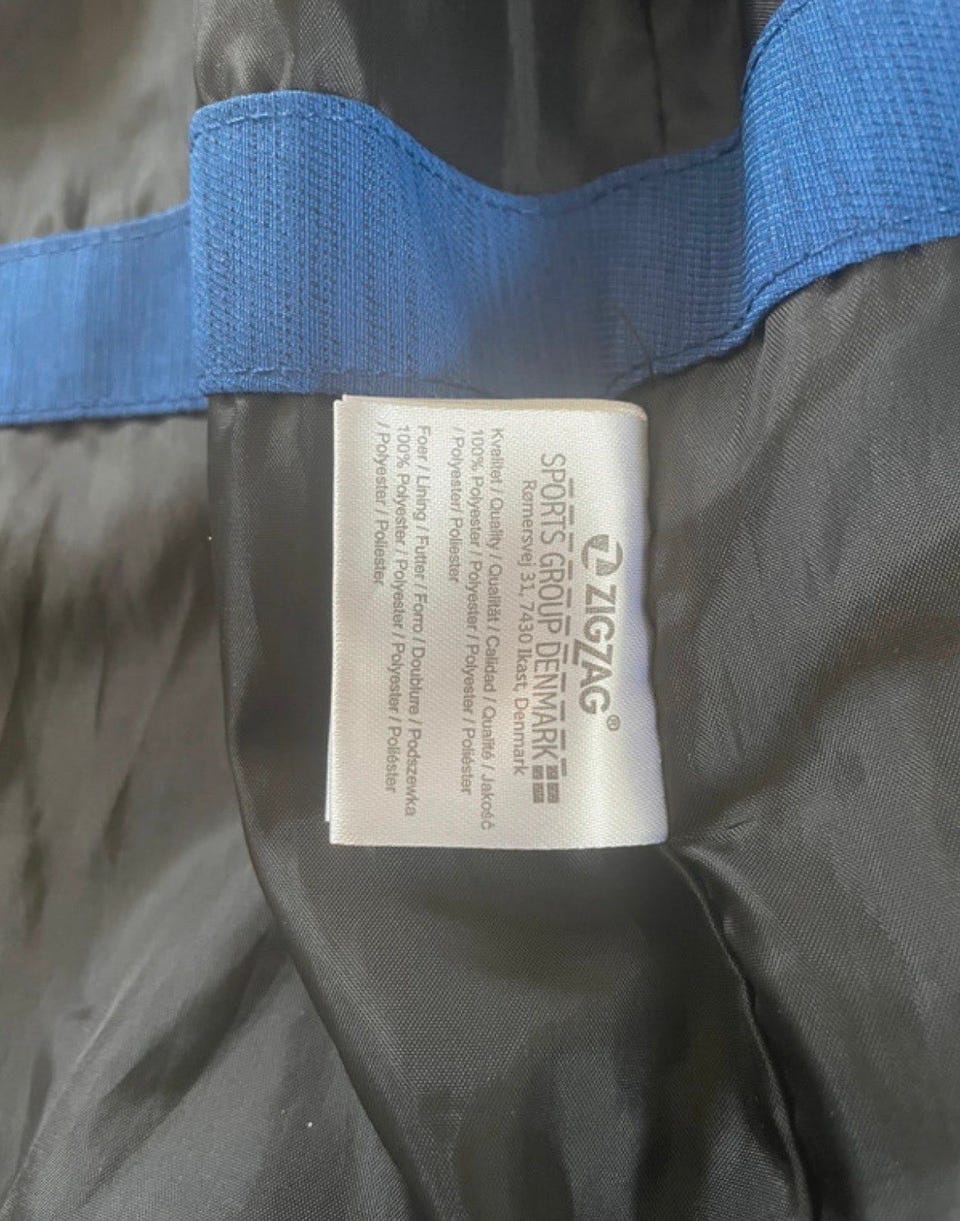 ZIGZAG®
SPORTS GROUP DENMARK
Rømersvej 31, 7430 Ikast, Denmark
Kvalitet / Quality / Qualität / Calidad / Qualité / Jakość
100% Polyester / Polyester / Polyester / Poliéster
/ Polyester/ Poliester
Foer / Lining / Futter / Forro / Doublure / Podszewka
100% Polyester / Polyester / Polyester / Poliéster
/ Polyester / Poliester